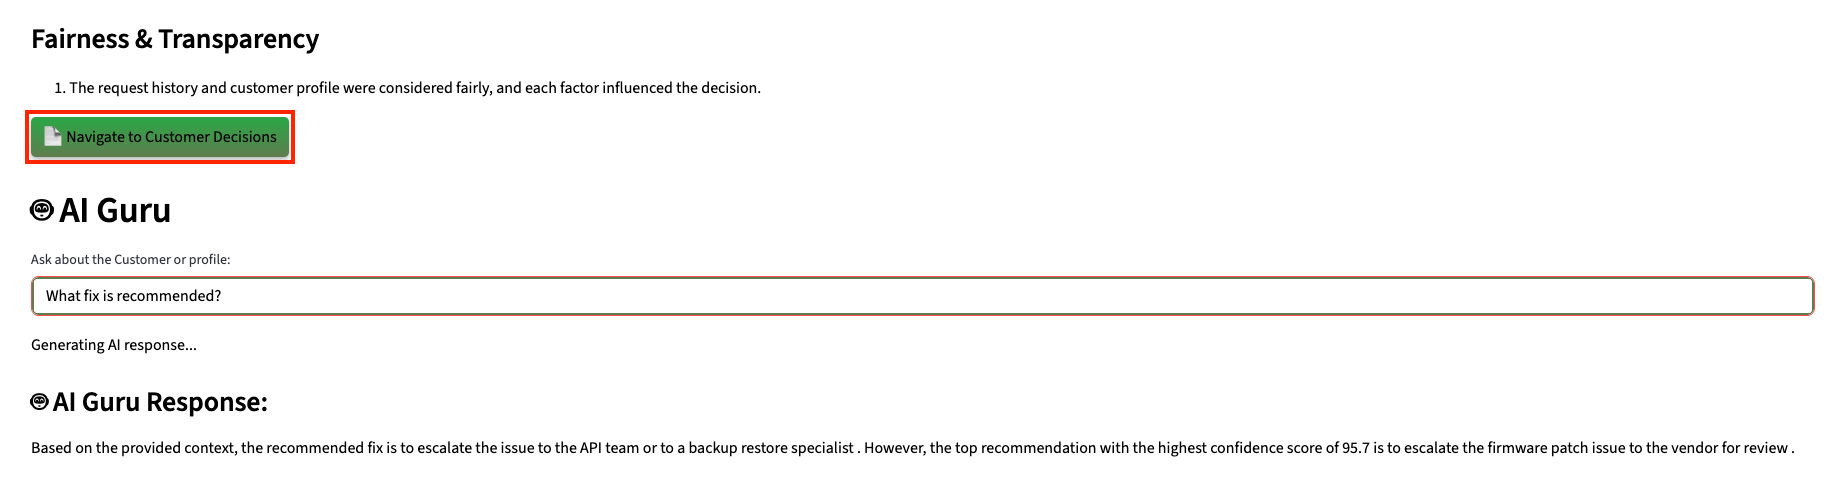 Fairness & Transparency
1. The request history and customer profile were considered fairly, and each factor influenced the decision.
Navigate to Customer Decisions
AI Guru
Ask about the Customer or profile:
What fix is recommended?
Generating AI response...
AI Guru Response:
Based on the provided context, the recommended fix is to escalate the issue to the API team or to a backup restore specialist . However, the top recommendation with the highest confidence score of 95.7 is to escalate the firmware patch issue to the vendor for review .